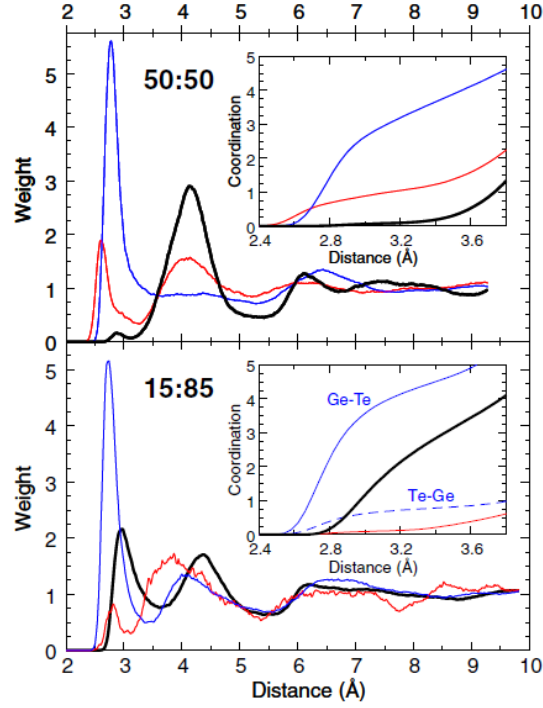 2 3 4 5 6 7 8 9 10
50:50
Weight
0 1 2 3 4 5
Coordination
0 1 2 3 4 5
2.4 2.8 3.2 3.6
Distance (Å)
15:85
Weight
0 1 2 3 4 5
Coordination
0 1 2 3 4 5
Ge-Te
Te-Ge
2.4 2.8 3.2 3.6
Distance (Å)
2 3 4 5 6 7 8 9 10
Distance (Å)